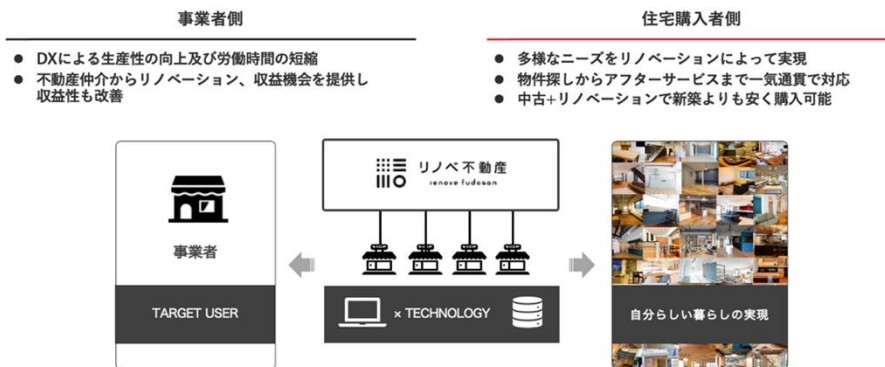 事業者側
● DXによる生産性の向上及び労働時間の短縮
● 不動産仲介からリノベーション、収益機会を提供し
収益性も改善
住宅購入者側
● 多様なニーズをリノベーションによって実現
● 物件探しからアフターサービスまで一気通貫で対応
● 中古+リノベーションで新築よりも安く購入可能
事業者
TARGET USER
リノベ不動産
renove fudosan
× TECHNOLOGY
自分らしい暮らしの実現